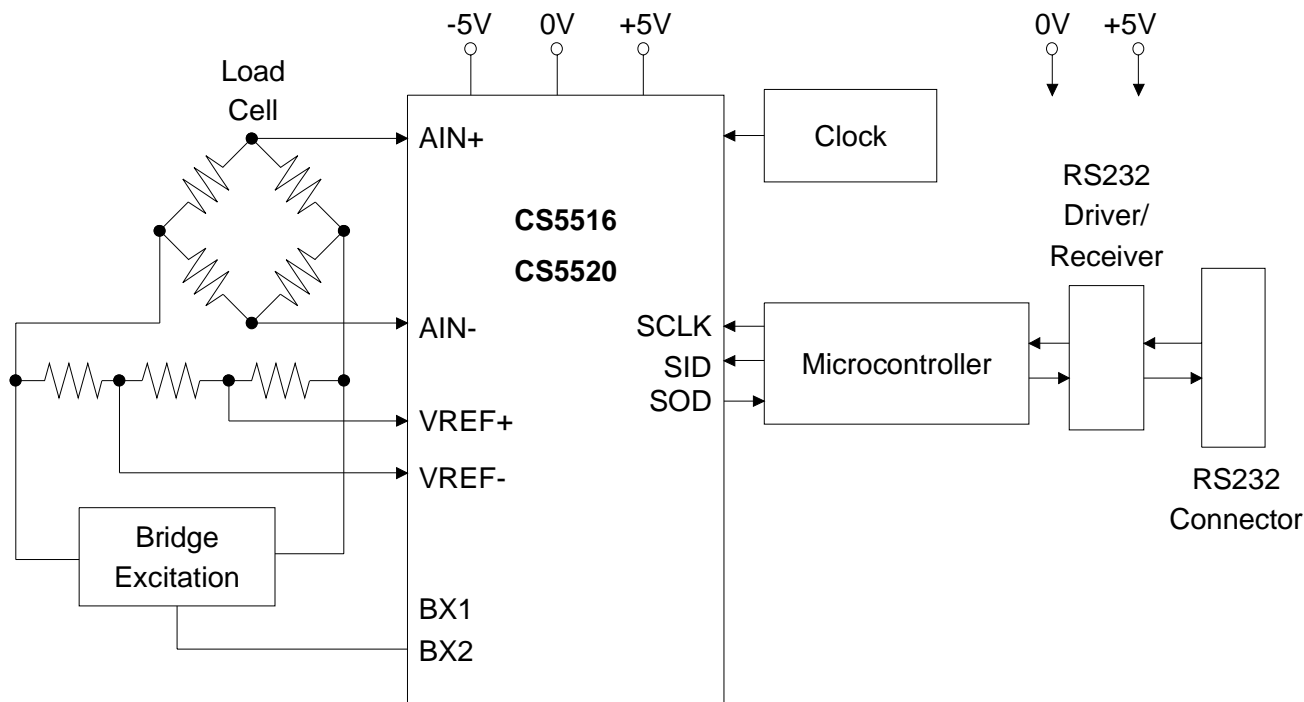 -5V 0V +5V 0V +5V
Load
Cell
AIN+
Clock
CS5516
CS5520
RS232
Driver/
Receiver
AIN-
SCLK
SID
SOD
Microcontroller
VREF+
VREF-
RS232
Connector
Bridge
Excitation
BX1
BX2